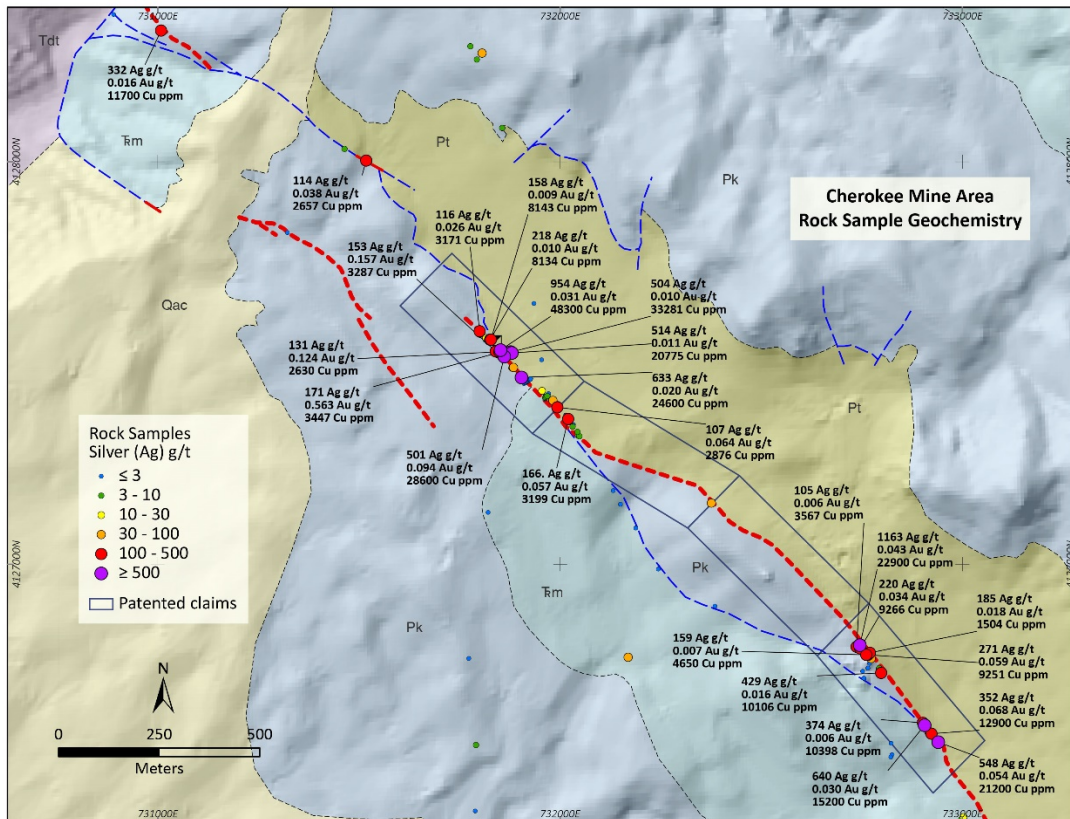 731000E
732000E
733000E
Tdt
332 Ag g/t
0.016 Au g/t
11700 Cu ppm
Ƭm
4128000N
Pt
Pk
Cherokee Mine Area
Rock Sample Geochemistry
114 Ag g/t
0.038 Au g/t
2657 Cu ppm
158 Ag g/t
0.009 Au g/t
8143 Cu ppm
116 Ag g/t
0.026 Au g/t
3171 Cu ppm
218 Ag g/t
0.010 Au g/t
8134 Cu ppm
153 Ag g/t
0.157 Au g/t
3287 Cu ppm
954 Ag g/t
0.031 Au g/t
48300 Cu ppm
504 Ag g/t
0.010 Au g/t
33281 Cu ppm
Qac
514 Ag g/t
0.011 Au g/t
20775 Cu ppm
131 Ag g/t
0.124 Au g/t
2630 Cu ppm
171 Ag g/t
0.563 Au g/t
3447 Cu ppm
633 Ag g/t
0.020 Au g/t
24600 Cu ppm
Pt
107 Ag g/t
0.064 Au g/t
2876 Cu ppm
501 Ag g/t
0.094 Au g/t
28600 Cu ppm
166. Ag g/t
0.057 Au g/t
3199 Cu ppm
105 Ag g/t
0.006 Au g/t
3567 Cu ppm
Rock Samples
Silver (Ag) g/t
≤ 3
3 - 10
10 - 30
30 - 100
100 - 500
≥ 500
Patented claims
4127000N
1163 Ag g/t
0.043 Au g/t
22900 Cu ppm
220 Ag g/t
0.034 Au g/t
9266 Cu ppm
185 Ag g/t
0.018 Au g/t
1504 Cu ppm
Pk
Ƭm
Pk
159 Ag g/t
0.007 Au g/t
4650 Cu ppm
271 Ag g/t
0.059 Au g/t
9251 Cu ppm
429 Ag g/t
0.016 Au g/t
10106 Cu ppm
352 Ag g/t
0.068 Au g/t
12900 Cu ppm
374 Ag g/t
0.006 Au g/t
10398 Cu ppm
548 Ag g/t
0.054 Au g/t
21200 Cu ppm
640 Ag g/t
0.030 Au g/t
15200 Cu ppm
N
0 250 500
Meters
731000E
732000E
733000E